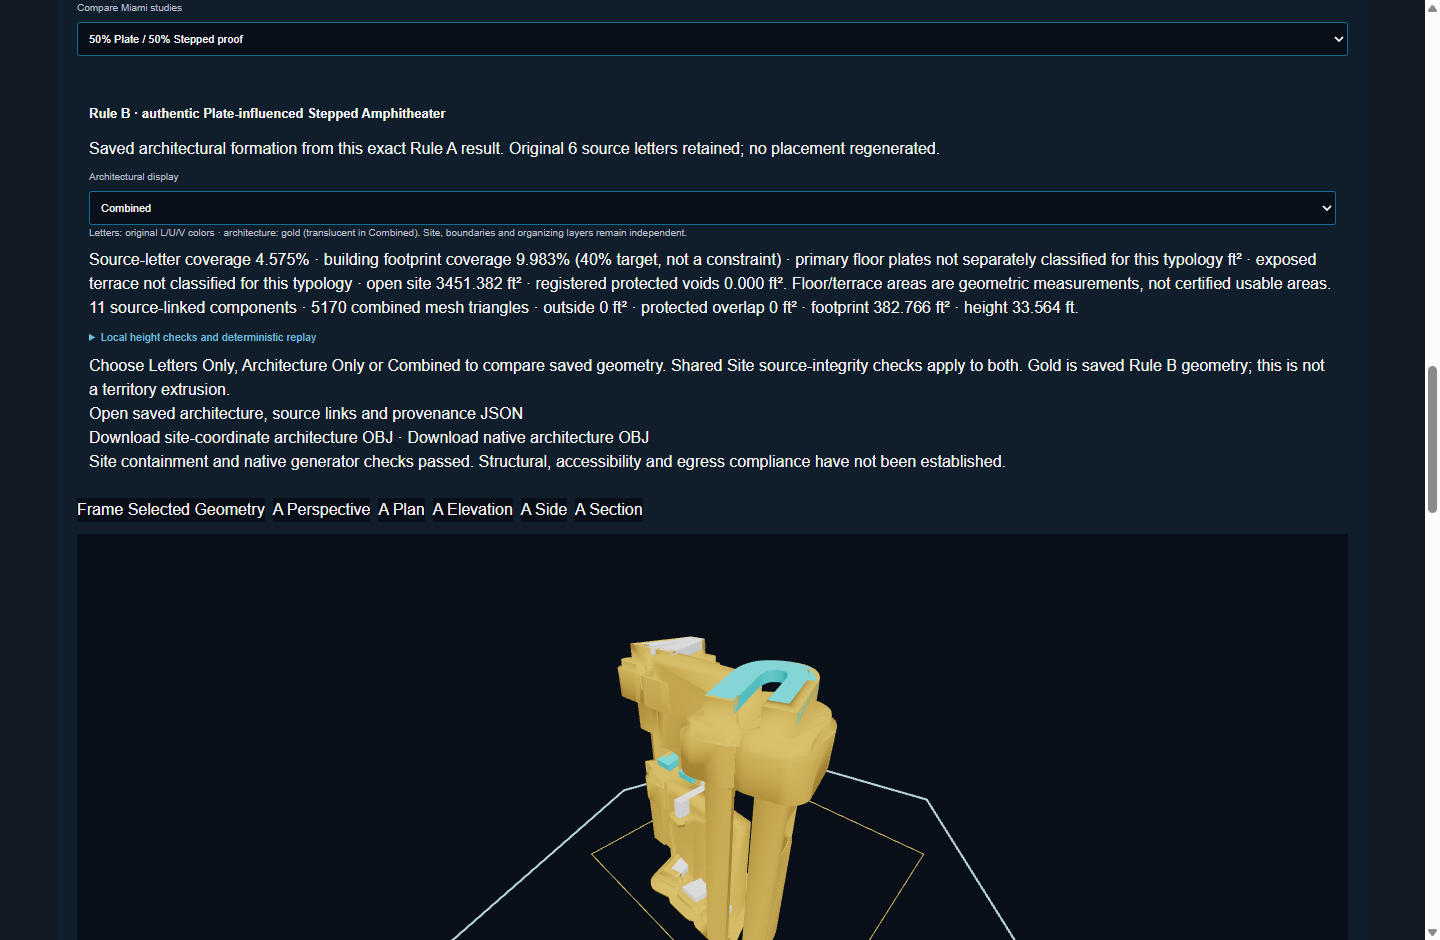 Compare Miami studies
50% Plate / 50% Stepped proof
Rule B · authentic Plate-influenced Stepped Amphitheater
Saved architectural formation from this exact Rule A result. Original 6 source letters retained; no placement regenerated.
Architectural display
Combined
Letters: original L/U/V colors · architecture: gold (translucent in Combined). Site, boundaries and organizing layers remain independent.
Source-letter coverage 4.575% · building footprint coverage 9.983% (40% target, not a constraint) · primary floor plates not separately classified for this typology ft² · exposed
terrace not classified for this typology · open site 3451.382 ft² · registered protected voids 0.000 ft². Floor/terrace areas are geometric measurements, not certified usable areas.
11 source-linked components · 5170 combined mesh triangles · outside 0 ft² · protected overlap 0 ft² · footprint 382.766 ft² · height 33.564 ft.
Local height checks and deterministic replay
Choose Letters Only, Architecture Only or Combined to compare saved geometry. Shared Site source-integrity checks apply to both. Gold is saved Rule B geometry; this is not
a territory extrusion.
Open saved architecture, source links and provenance JSON
Download site-coordinate architecture OBJ · Download native architecture OBJ
Site containment and native generator checks passed. Structural, accessibility and egress compliance have not been established.
Frame Selected Geometry A Perspective A Plan A Elevation A Side A Section